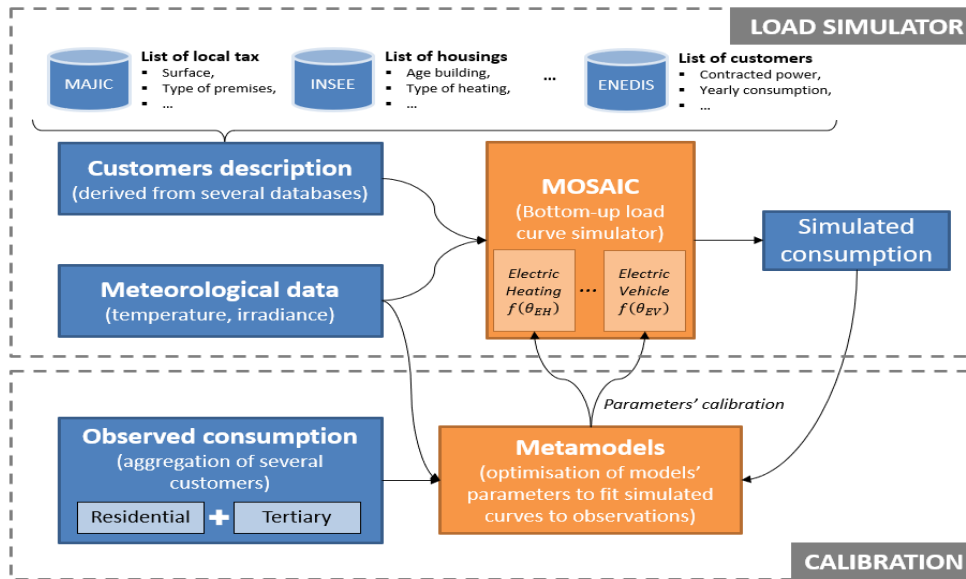 LOAD SIMULATOR
MAJIC
List of local tax
▪ Surface,
▪ Type of premises,
▪ ...
INSEE
List of housings
▪ Age building,
▪ Type of heating,
▪ ...
...
ENEDIS
List of customers
▪ Contracted power,
▪ Yearly consumption,
▪ ...
Customers description
(derived from several databases)
Meteorological data
(temperature, irradiance)
MOSAIC
(Bottom-up load
curve simulator)
Electric
Heating
f(θ_EH)
...
Electric
Vehicle
f(θ_EV)
Simulated
consumption
Parameters' calibration
Observed consumption
(aggregation of several
customers)
Residential + Tertiary
Metamodels
(optimisation of models'
parameters to fit simulated
curves to observations)
CALIBRATION